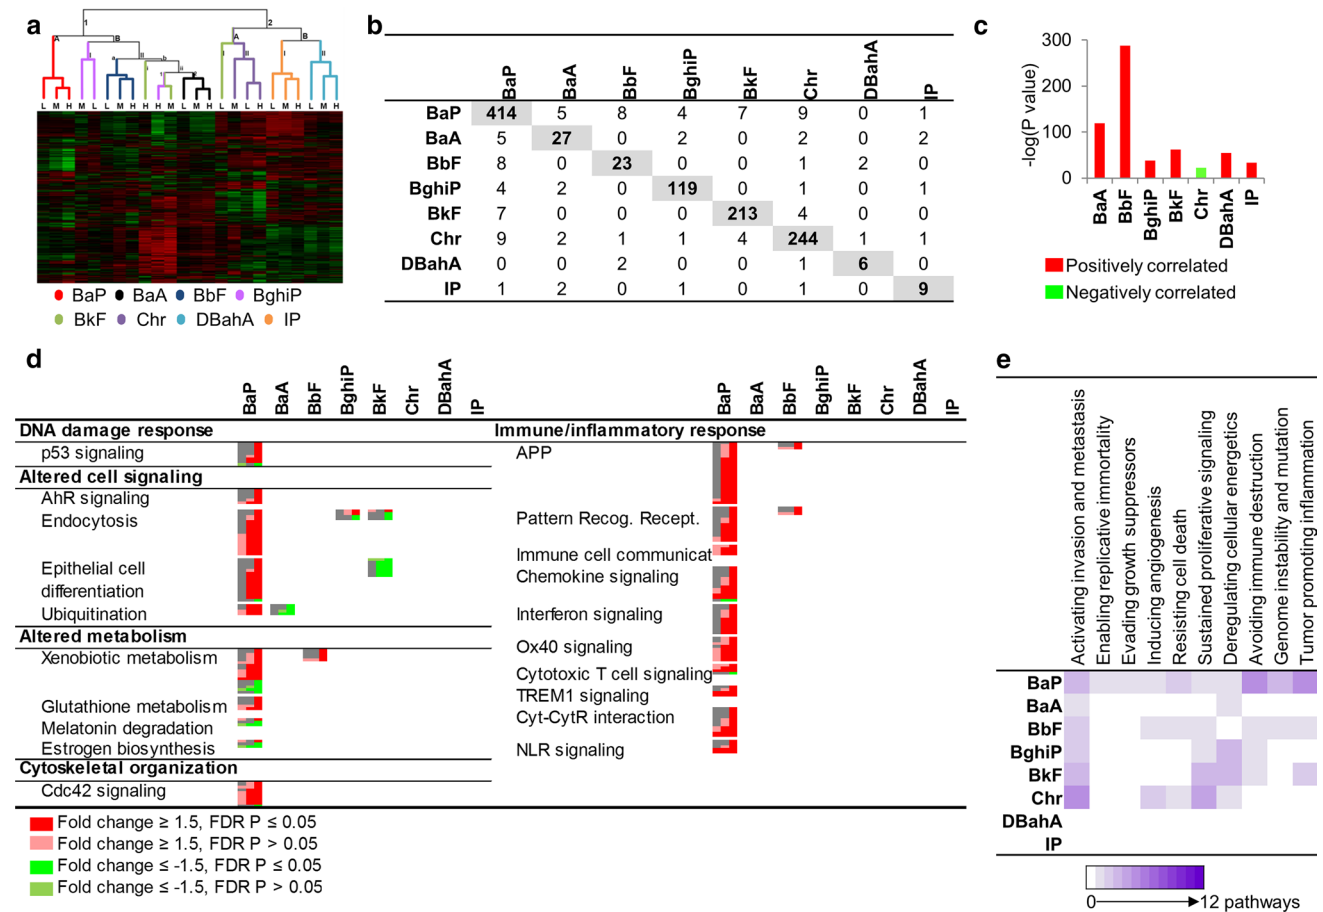 a
1 2
A B A B
I II I II I II
a b
i ii
1
L M H M L L M H H H M L M H M L H L M H L M H
BaP BaA BbF BghiP
BkF Chr DBahA IP
b
BaP BaA BbF BghiP BkF Chr DBahA IP
BaP 414 5 8 4 7 9 0 1
BaA 5 27 0 2 0 2 0 2
BbF 8 0 23 0 0 1 2 0
BghiP 4 2 0 119 0 1 0 1
BkF 7 0 0 0 213 4 0 0
Chr 9 2 1 1 4 244 1 1
DBahA 0 0 2 0 0 1 6 0
IP 1 2 0 1 0 1 0 9
c
-log(P value)
300
200
100
0
BaA BbF BghiP BkF Chr DBahA IP
Positively correlated
Negatively correlated
d
BaP BaA BbF BghiP BkF Chr DBahA IP
DNA damage response
p53 signaling
Altered cell signaling
AhR signaling
Endocytosis
Epithelial cell
differentiation
Ubiquitination
Altered metabolism
Xenobiotic metabolism
Glutathione metabolism
Melatonin degradation
Estrogen biosynthesis
Cytoskeletal organization
Cdc42 signaling
BaP BaA BbF BghiP BkF Chr DBahA IP
Immune/inflammatory response
APP
Pattern Recog. Recept.
Immune cell communicat
Chemokine signaling
Interferon signaling
Ox40 signaling
Cytotoxic T cell signaling
TREM1 signaling
Cyt-CytR interaction
NLR signaling
Fold change ≥ 1.5, FDR P ≤ 0.05
Fold change ≥ 1.5, FDR P > 0.05
Fold change ≤ -1.5, FDR P ≤ 0.05
Fold change ≤ -1.5, FDR P > 0.05
e
Activating invasion and metastasis
Enabling replicative immortality
Evading growth suppressors
Inducing angiogenesis
Resisting cell death
Sustained proliferative signaling
Deregulating cellular energetics
Avoiding immune destruction
Genome instability and mutation
Tumor promoting inflammation
BaP
BaA
BbF
BghiP
BkF
Chr
DBahA
IP
0 12 pathways